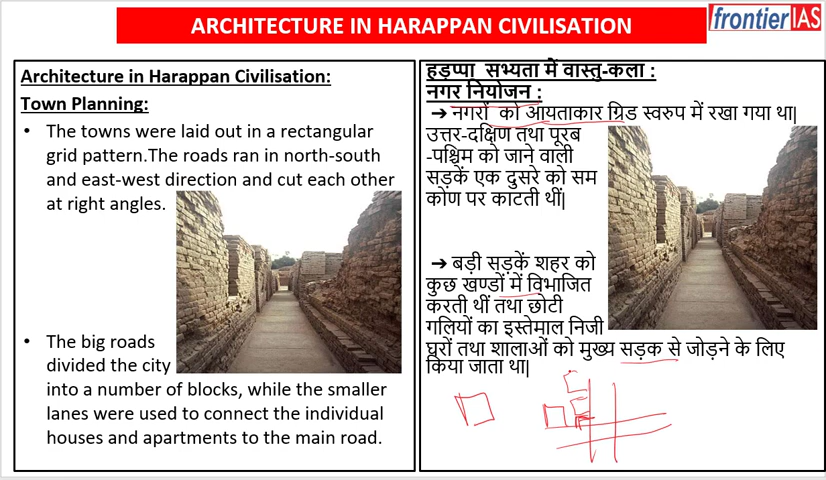 ARCHITECTURE IN HARAPPAN CIVILISATION
frontier IAS
Architecture in Harappan Civilisation:
Town Planning:
• The towns were laid out in a rectangular
grid pattern.The roads ran in north-south
and east-west direction and cut each other
at right angles.
• The big roads
divided the city
into a number of blocks, while the smaller
lanes were used to connect the individual
houses and apartments to the main road.
हड़प्पा सभ्यता में वास्तु-कला :
नगर नियोजन :
➔ नगरों को आयताकार ग्रिड स्वरुप में रखा गया था|
उत्तर-दक्षिण तथा पूरब
-पश्चिम को जाने वाली
सड़कें एक दुसरे को सम
कोण पर काटती थीं|
➔ बड़ी सड़कें शहर को
कुछ खण्डों में विभाजित
करती थीं तथा छोटी
गलियों का इस्तेमाल निजी
घरों तथा शालाओं को मुख्य सड़क से जोड़ने के लिए
किया जाता था|